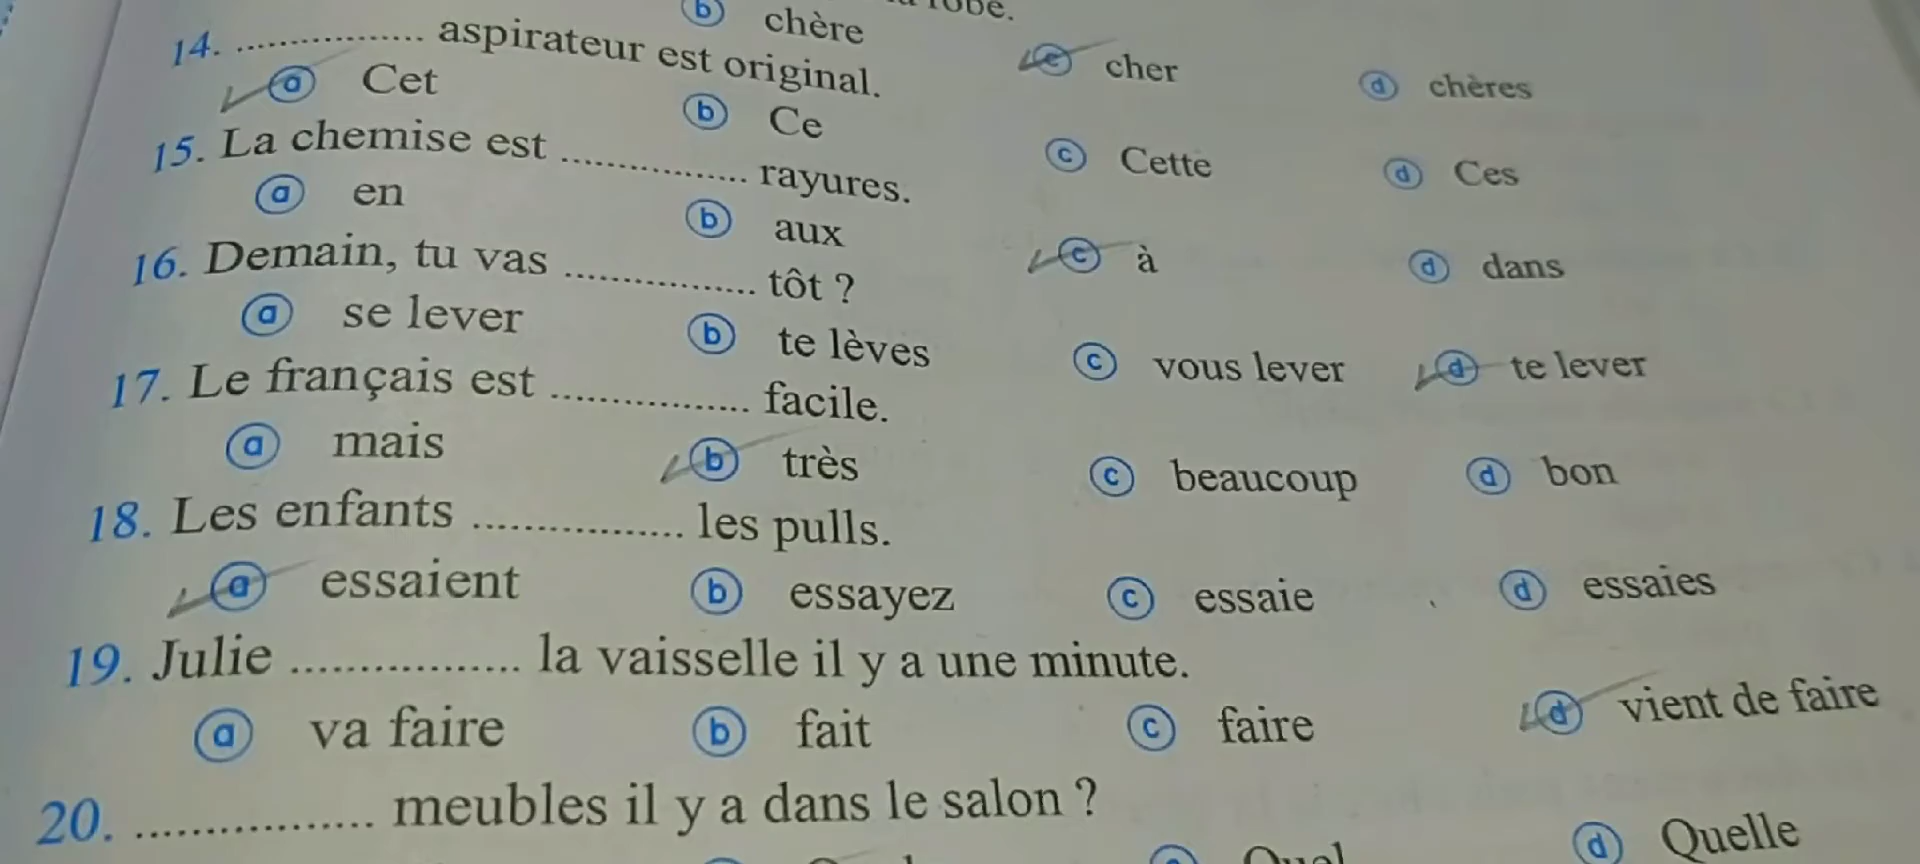 robe.
b chère c cher d chères
14. ................ aspirateur est original.
a Cet b Ce c Cette d Ces
15. La chemise est ................ rayures.
a en b aux c à d dans
16. Demain, tu vas ................ tôt ?
a se lever b te lèves c vous lever d te lever
17. Le français est ................ facile.
a mais b très c beaucoup d bon
18. Les enfants ................ les pulls.
a essaient b essayez c essaie d essaies
19. Julie ................ la vaisselle il y a une minute.
a va faire b fait c faire d vient de faire
20. ................ meubles il y a dans le salon ?
d Quelle